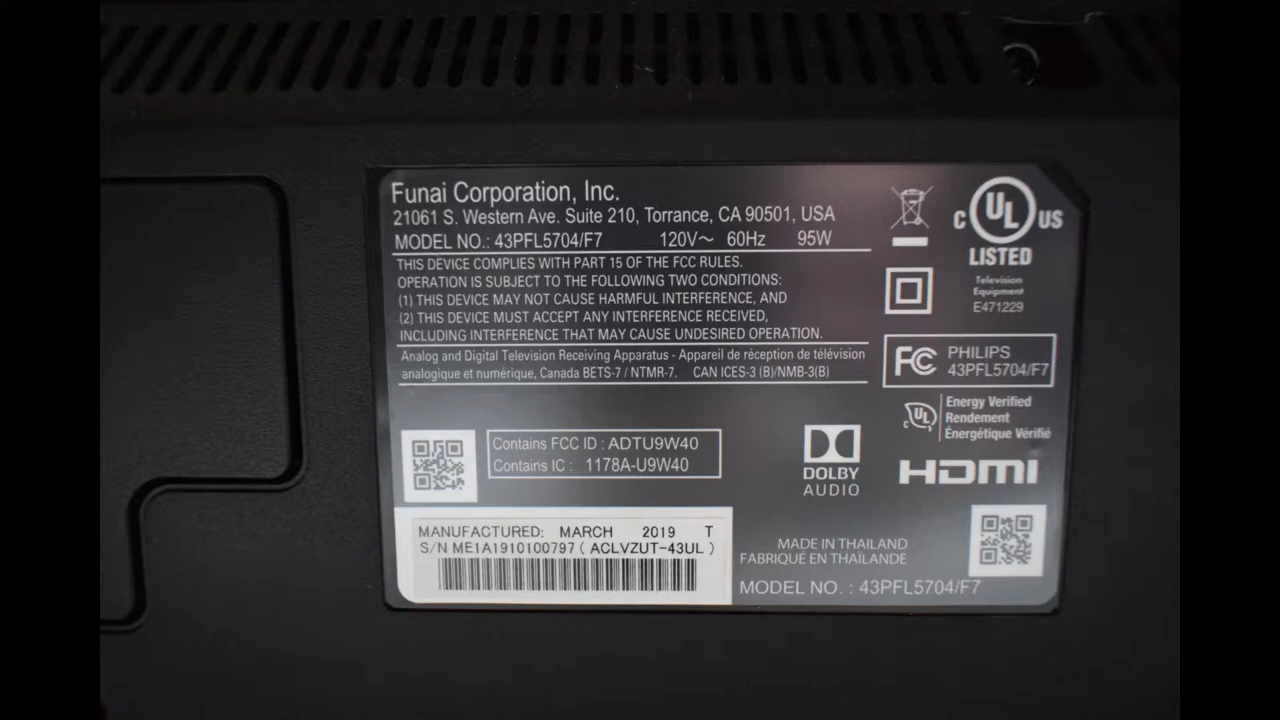 Funai Corporation, Inc.
21061 S. Western Ave. Suite 210, Torrance, CA 90501, USA
MODEL NO.: 43PFL5704/F7 120V～ 60Hz 95W
THIS DEVICE COMPLIES WITH PART 15 OF THE FCC RULES.
OPERATION IS SUBJECT TO THE FOLLOWING TWO CONDITIONS:
(1) THIS DEVICE MAY NOT CAUSE HARMFUL INTERFERENCE, AND
(2) THIS DEVICE MUST ACCEPT ANY INTERFERENCE RECEIVED,
INCLUDING INTERFERENCE THAT MAY CAUSE UNDESIRED OPERATION.
Analog and Digital Television Receiving Apparatus - Appareil de réception de télévision
analogique et numérique, Canada BETS-7 / NTMR-7. CAN ICES-3 (B)/NMB-3(B)
C UL US
LISTED
Television
Equipment
E471229
FC PHILIPS
43PFL5704/F7
UL Energy Verified
Rendement
Énergétique Vérifié
Contains FCC ID : ADTU9W40
Contains IC : 1178A-U9W40
DOLBY
AUDIO
HDMI
MANUFACTURED: MARCH 2019 T
S/N ME1A1910100797 ( ACLVZUT-43UL )
MADE IN THAILAND
FABRIQUÉ EN THAÏLANDE
MODEL NO. : 43PFL5704/F7